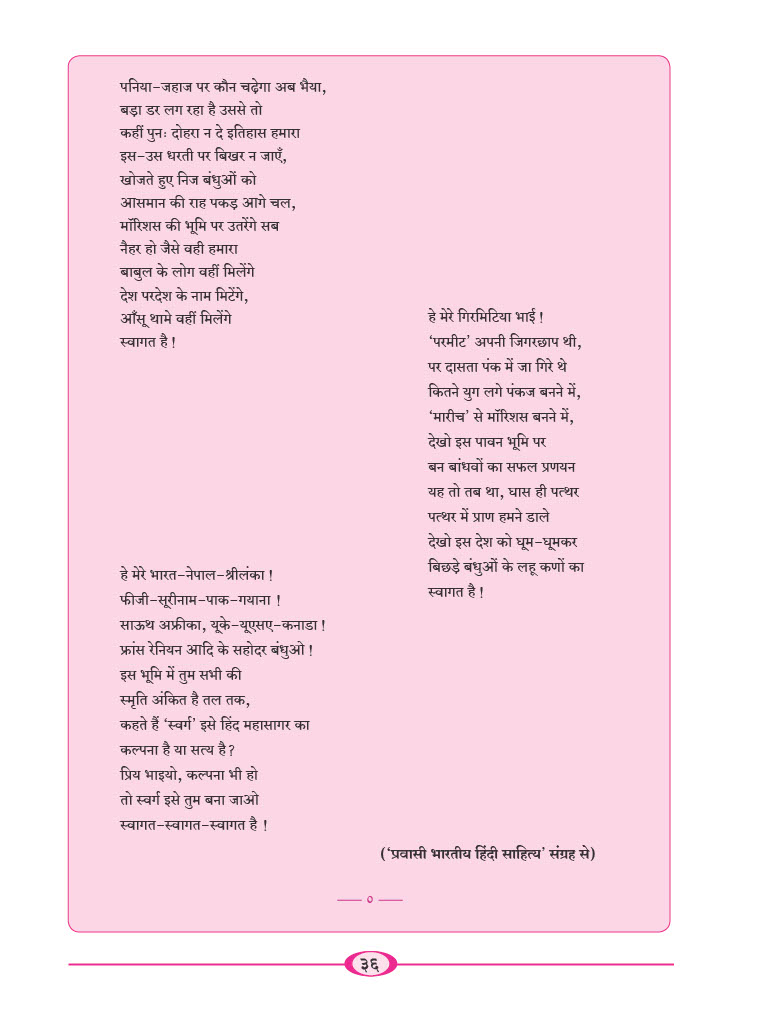 पनिया-जहाज पर कौन चढ़ेगा अब भैया,
बड़ा डर लग रहा है उससे तो
कहीं पुनः दोहरा न दे इतिहास हमारा
इस-उस धरती पर बिखर न जाएँ,
खोजते हुए निज बंधुओं को
आसमान की राह पकड़ आगे चल,
मॉरिशस की भूमि पर उतरेंगे सब
नैहर हो जैसे वही हमारा
बाबुल के लोग वहीं मिलेंगे
देश परदेश के नाम मिटेंगे,
आँसू थामे वहीं मिलेंगे
स्वागत है !
हे मेरे गिरमिटिया भाई !
‘परमीट’ अपनी जिगरछाप थी,
पर दासता पंक में जा गिरे थे
कितने युग लगे पंकज बनने में,
‘मारीच’ से मॉरिशस बनने में,
देखो इस पावन भूमि पर
बन बांधवों का सफल प्रणयन
यह तो तब था, घास ही पत्थर
पत्थर में प्राण हमने डाले
देखो इस देश को घूम-घूमकर
बिछड़े बंधुओं के लहू कणों का
स्वागत है !
हे मेरे भारत-नेपाल-श्रीलंका !
फीजी-सूरीनाम-पाक-गयाना !
साऊथ अफ्रीका, यूके-यूएसए-कनाडा !
फ्रांस रेनियन आदि के सहोदर बंधुओ !
इस भूमि में तुम सभी की
स्मृति अंकित है तल तक,
कहते हैं ‘स्वर्ग’ इसे हिंद महासागर का
कल्पना है या सत्य है?
प्रिय भाइयो, कल्पना भी हो
तो स्वर्ग इसे तुम बना जाओ
स्वागत-स्वागत-स्वागत है !
(‘प्रवासी भारतीय हिंदी साहित्य’ संग्रह से)
— ० —
३६